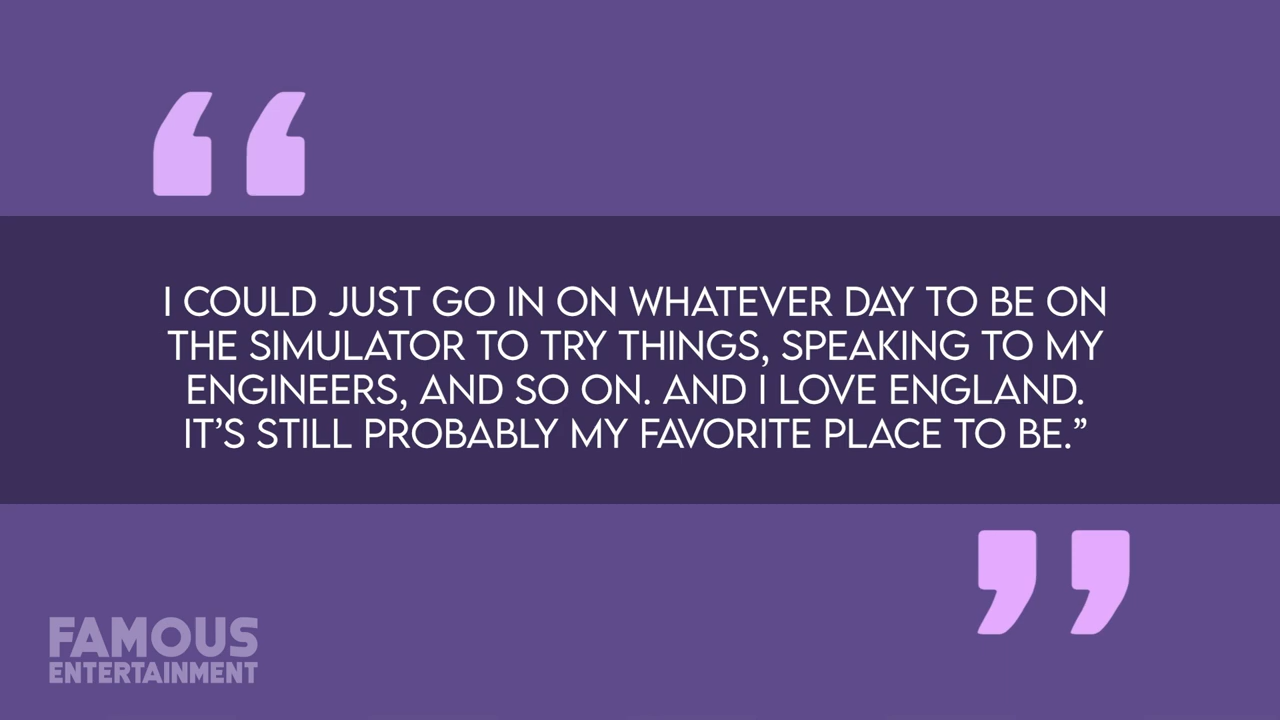 “
I COULD JUST GO IN ON WHATEVER DAY TO BE ON
THE SIMULATOR TO TRY THINGS, SPEAKING TO MY
ENGINEERS, AND SO ON. AND I LOVE ENGLAND.
IT’S STILL PROBABLY MY FAVORITE PLACE TO BE.”
”
FAMOUS
ENTERTAINMENT